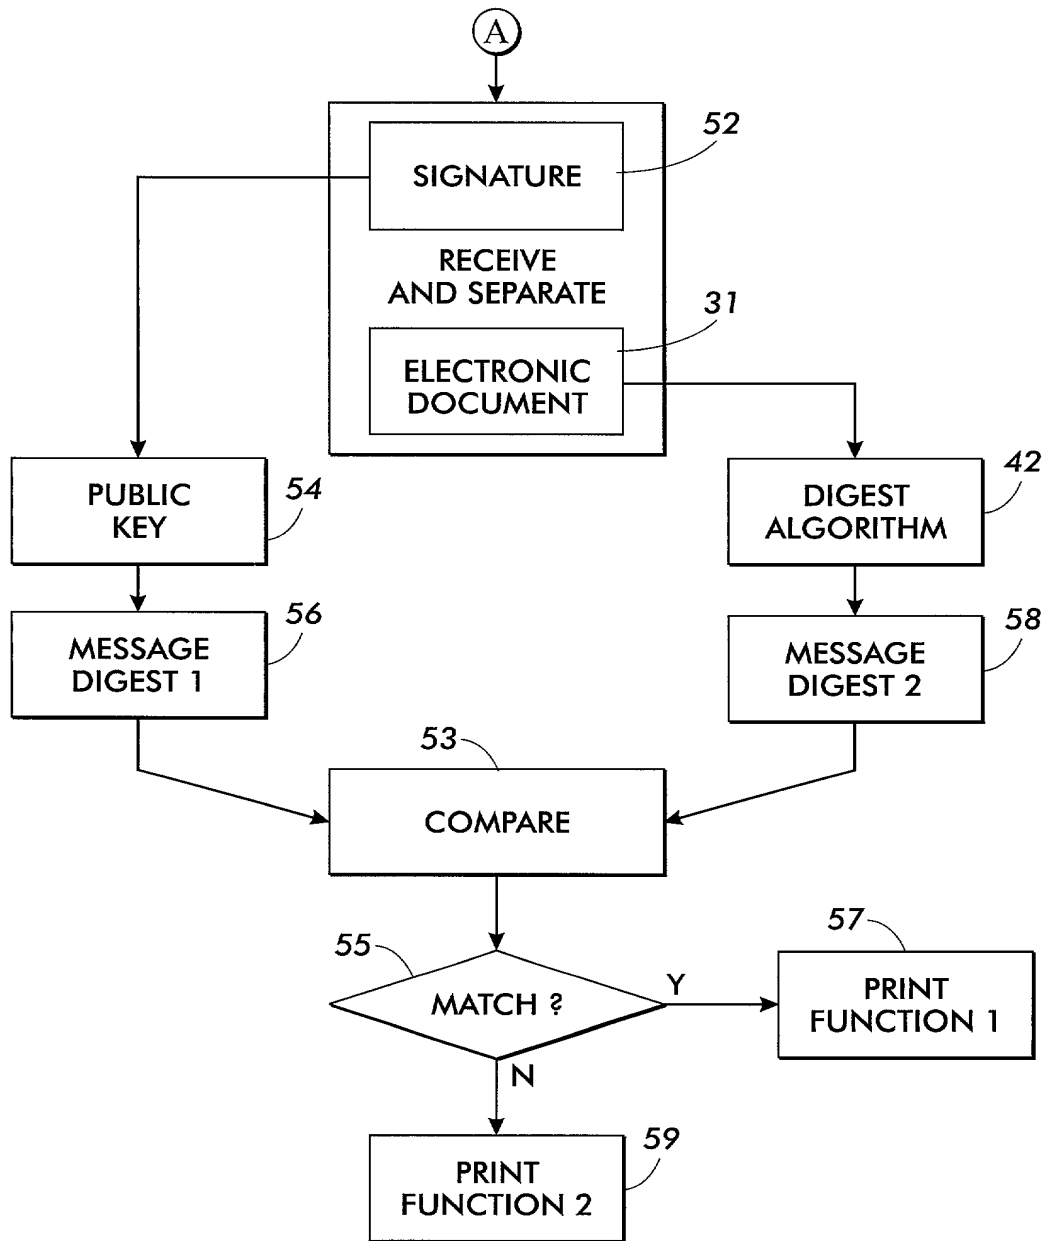 A
52
SIGNATURE
RECEIVE
AND SEPARATE
31
ELECTRONIC
DOCUMENT
PUBLIC
KEY
54
42
DIGEST
ALGORITHM
56
MESSAGE
DIGEST 1
58
MESSAGE
DIGEST 2
53
COMPARE
55
MATCH ?
Y
57
PRINT
FUNCTION 1
N
59
PRINT
FUNCTION 2